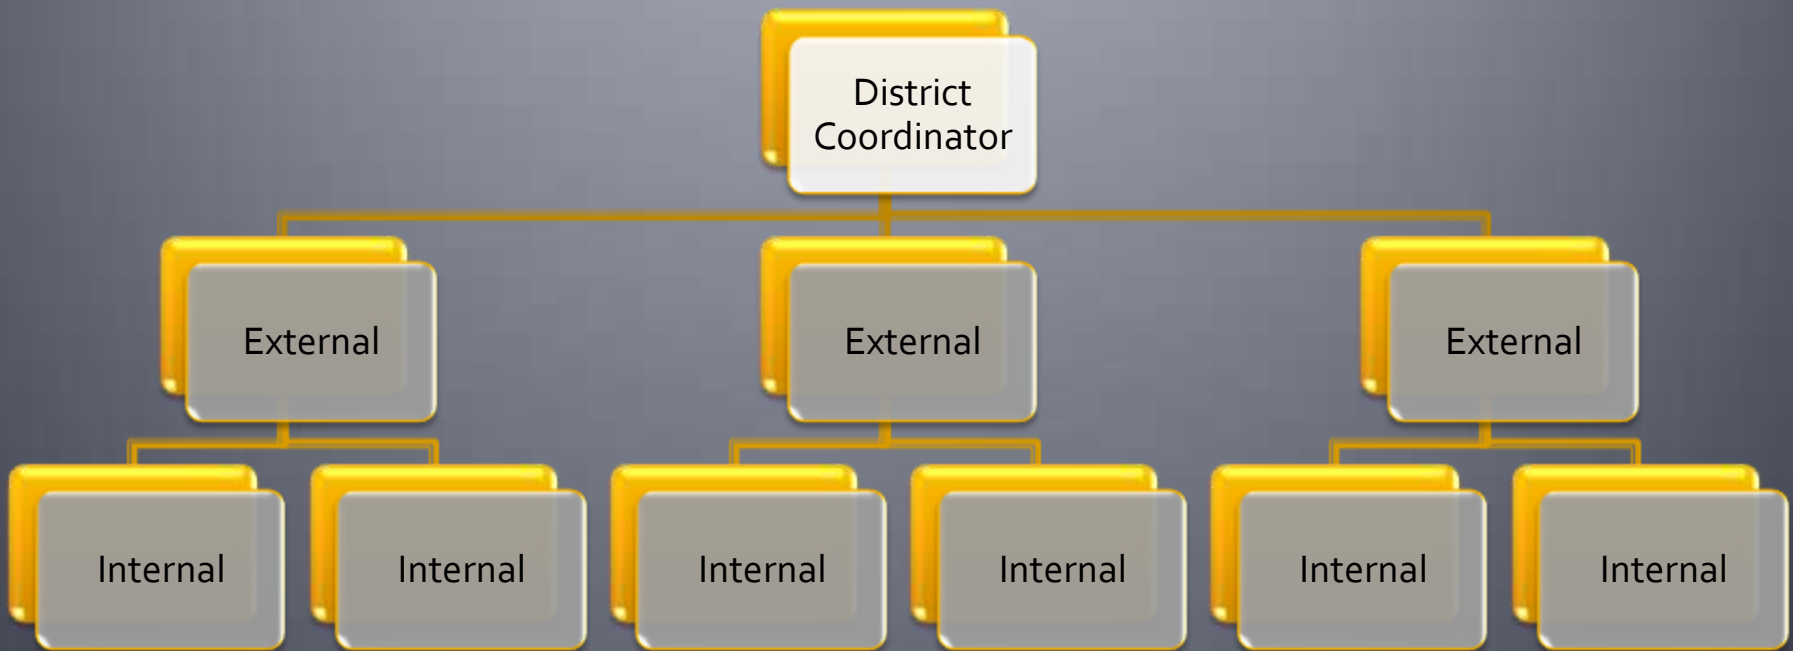 District
Coordinator
External
External
External
Internal
Internal
Internal
Internal
Internal
Internal